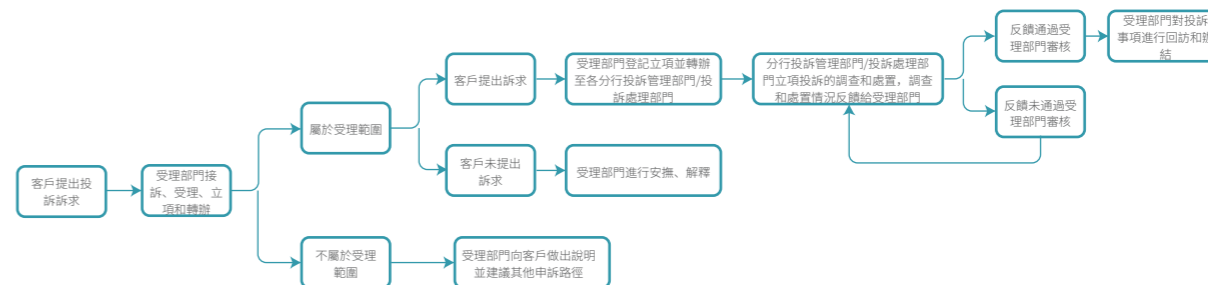 客戶提出投
訴訴求
受理部門接
訴、受理、立
項和轉辦
屬於受理範圍
客戶提出訴求
受理部門登記立項並轉辦
至各分行投訴管理部門/投
訴處理部門
分行投訴管理部門/投訴處理部
門立項投訴的調查和處置，調查
和處置情況反饋給受理部門
反饋通過受
理部門審核
受理部門對投訴
事項進行回訪和辦
結
反饋未通過受
理部門審核
客戶未提出
訴求
受理部門進行安撫、解釋
不屬於受理
範圍
受理部門向客戶做出說明
並建議其他申訴路徑